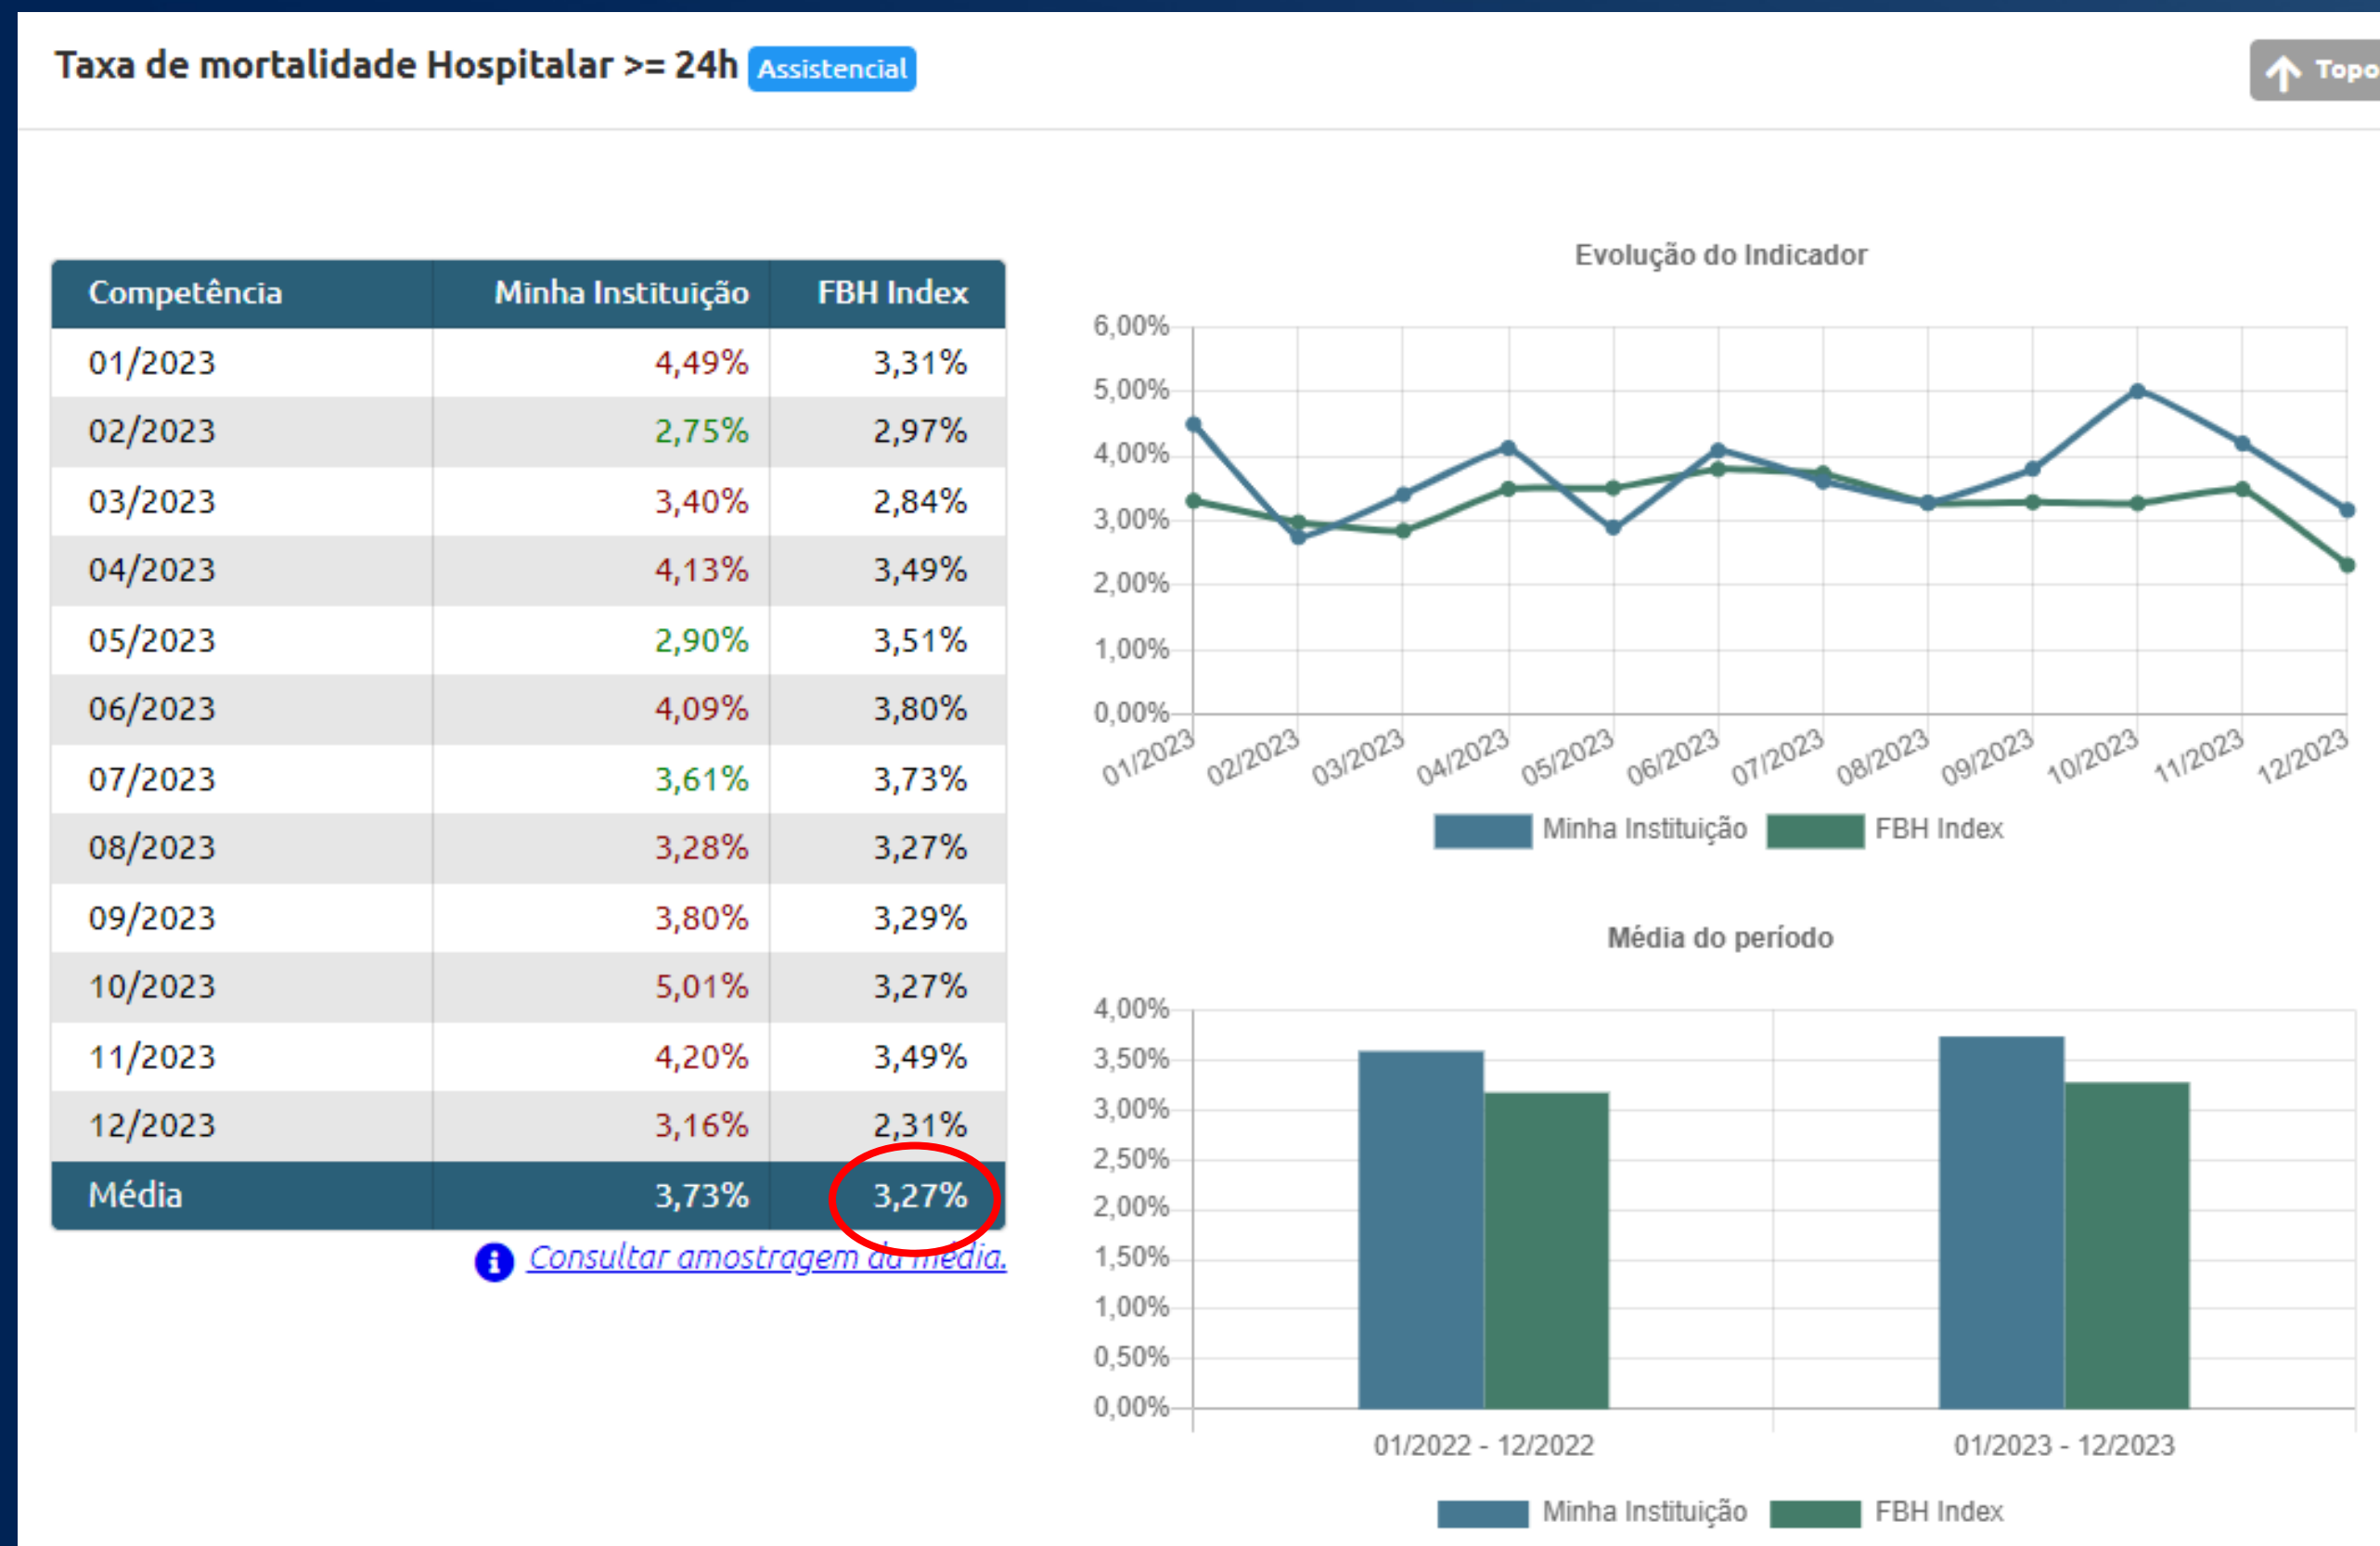 Taxa de mortalidade Hospitalar >= 24h Assistencial
Topo
Competência Minha Instituição FBH Index
01/2023 4,49% 3,31%
02/2023 2,75% 2,97%
03/2023 3,40% 2,84%
04/2023 4,13% 3,49%
05/2023 2,90% 3,51%
06/2023 4,09% 3,80%
07/2023 3,61% 3,73%
08/2023 3,28% 3,27%
09/2023 3,80% 3,29%
10/2023 5,01% 3,27%
11/2023 4,20% 3,49%
12/2023 3,16% 2,31%
Média 3,73% 3,27%
Consultar amostragem da média.
Evolução do Indicador
6,00%
5,00%
4,00%
3,00%
2,00%
1,00%
0,00%
01/2023 02/2023 03/2023 04/2023 05/2023 06/2023 07/2023 08/2023 09/2023 10/2023 11/2023 12/2023
Minha Instituição FBH Index
Média do período
4,00%
3,50%
3,00%
2,50%
2,00%
1,50%
1,00%
0,50%
0,00%
01/2022 - 12/2022 01/2023 - 12/2023
Minha Instituição FBH Index